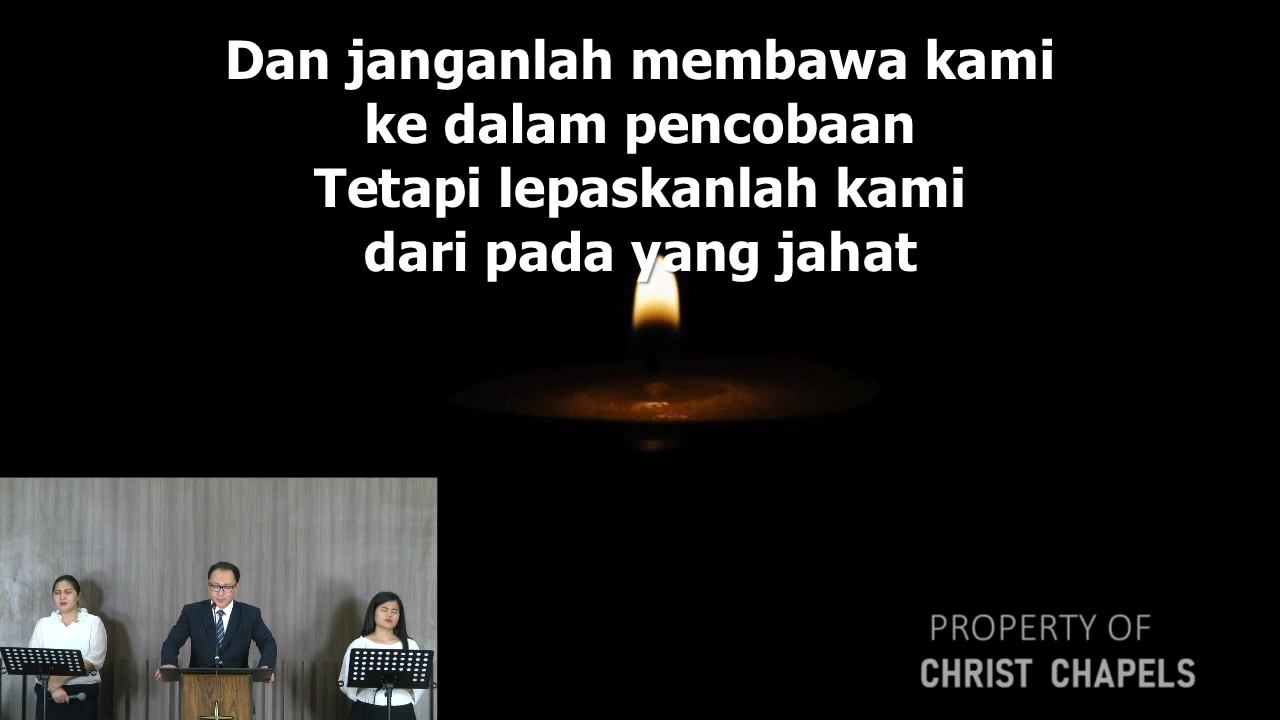 Dan janganlah membawa kami
ke dalam pencobaan
Tetapi lepaskanlah kami
dari pada yang jahat
PROPERTY OF
CHRIST CHAPELS